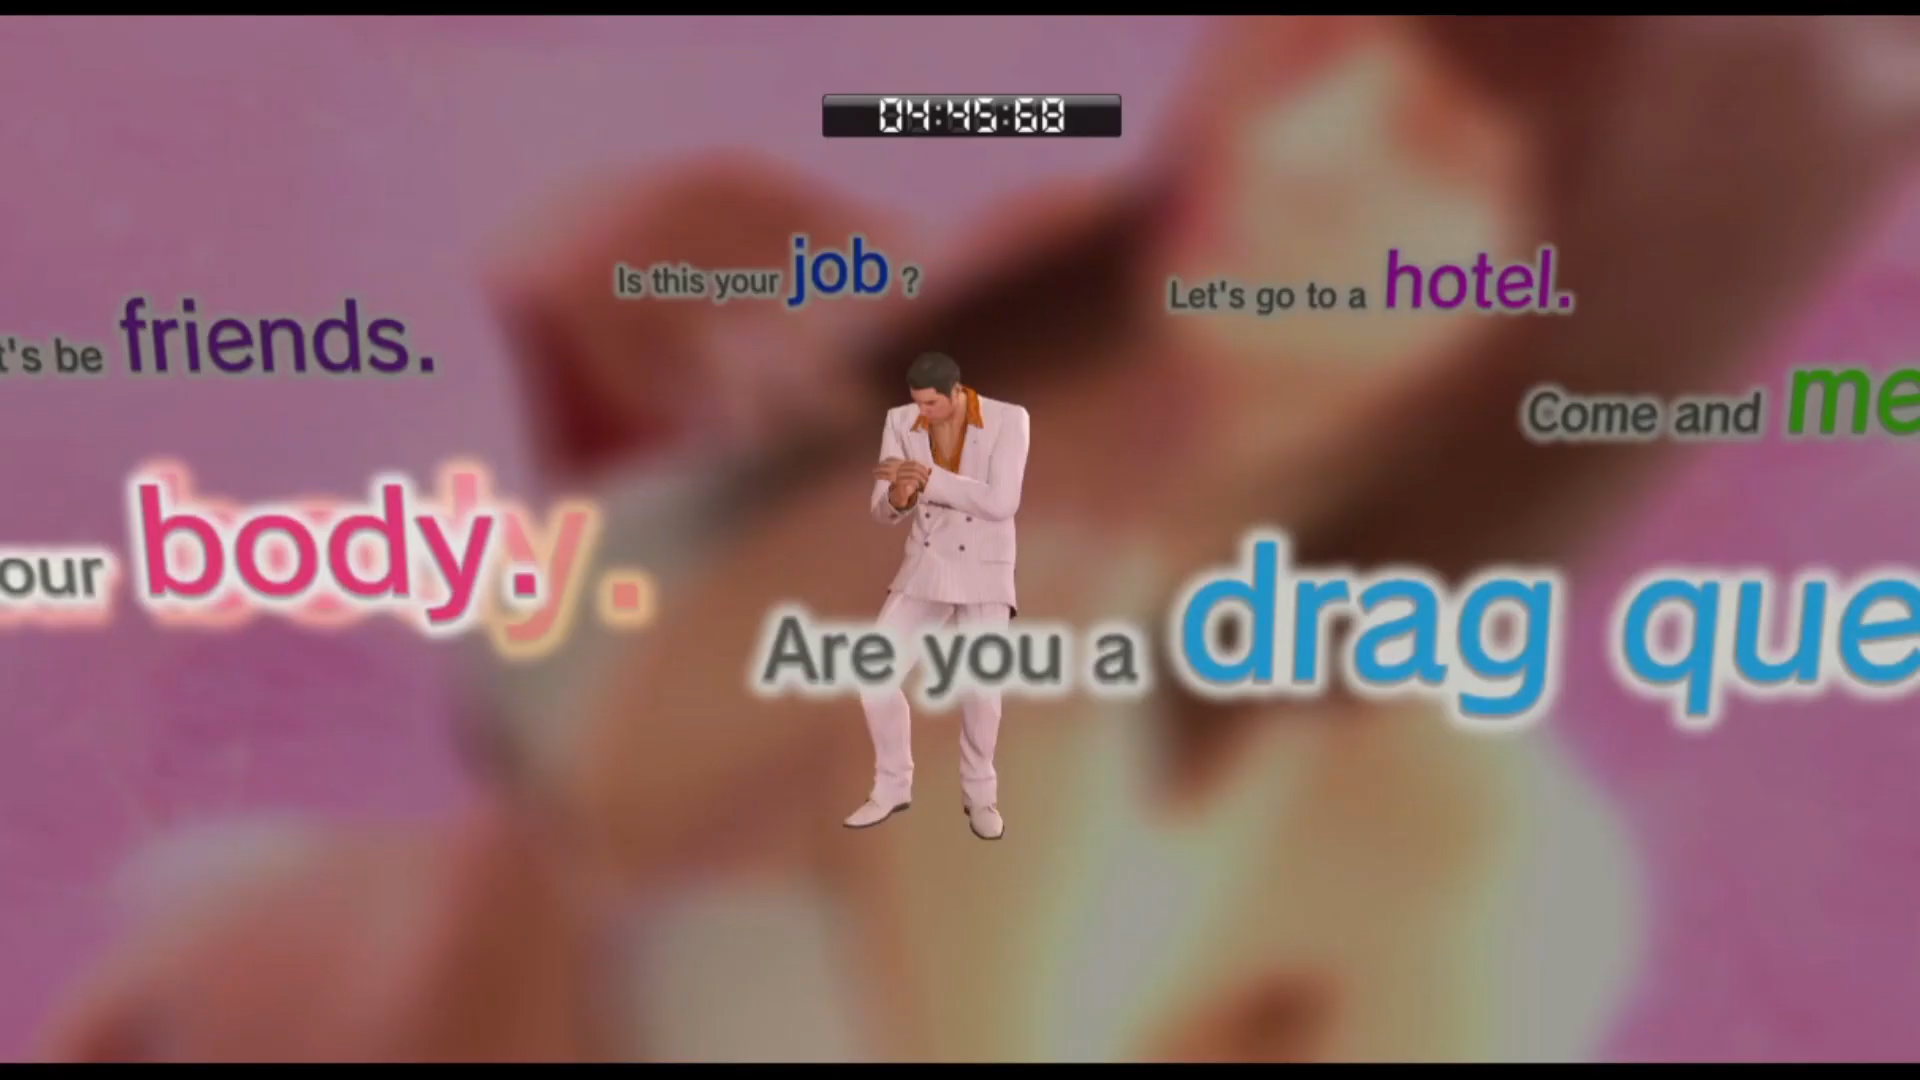 04:45:68
Is this your job ?
Let's go to a hotel.
t's be friends.
Come and me
our body.
Are you a drag que